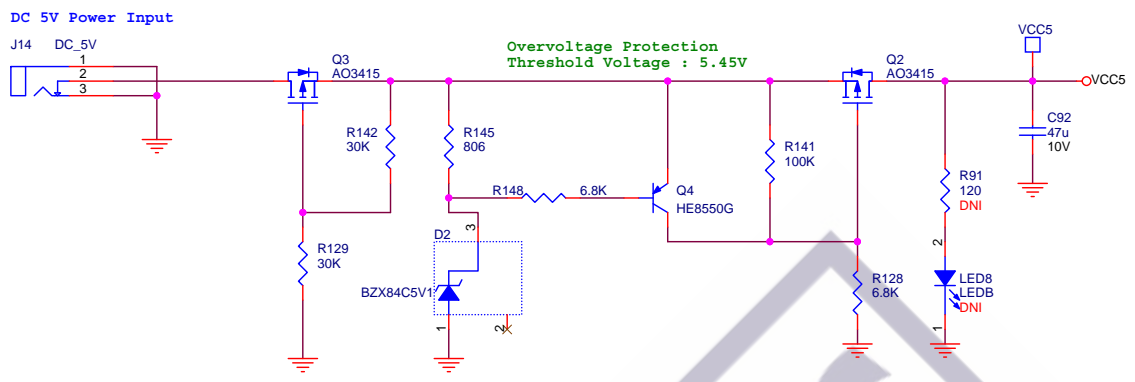 DC 5V Power Input
J14 DC_5V
1
2
3
Q3
AO3415
Overvoltage Protection
Threshold Voltage : 5.45V
Q2
AO3415
VCC5
VCC5
R142
30K
R145
806
R148 6.8K
Q4
HE8550G
R141
100K
C92
47u
10V
R91
120
DNI
R129
30K
D2
3
BZX84C5V1
1
2
R128
6.8K
2
LED8
LEDB
DNI
1